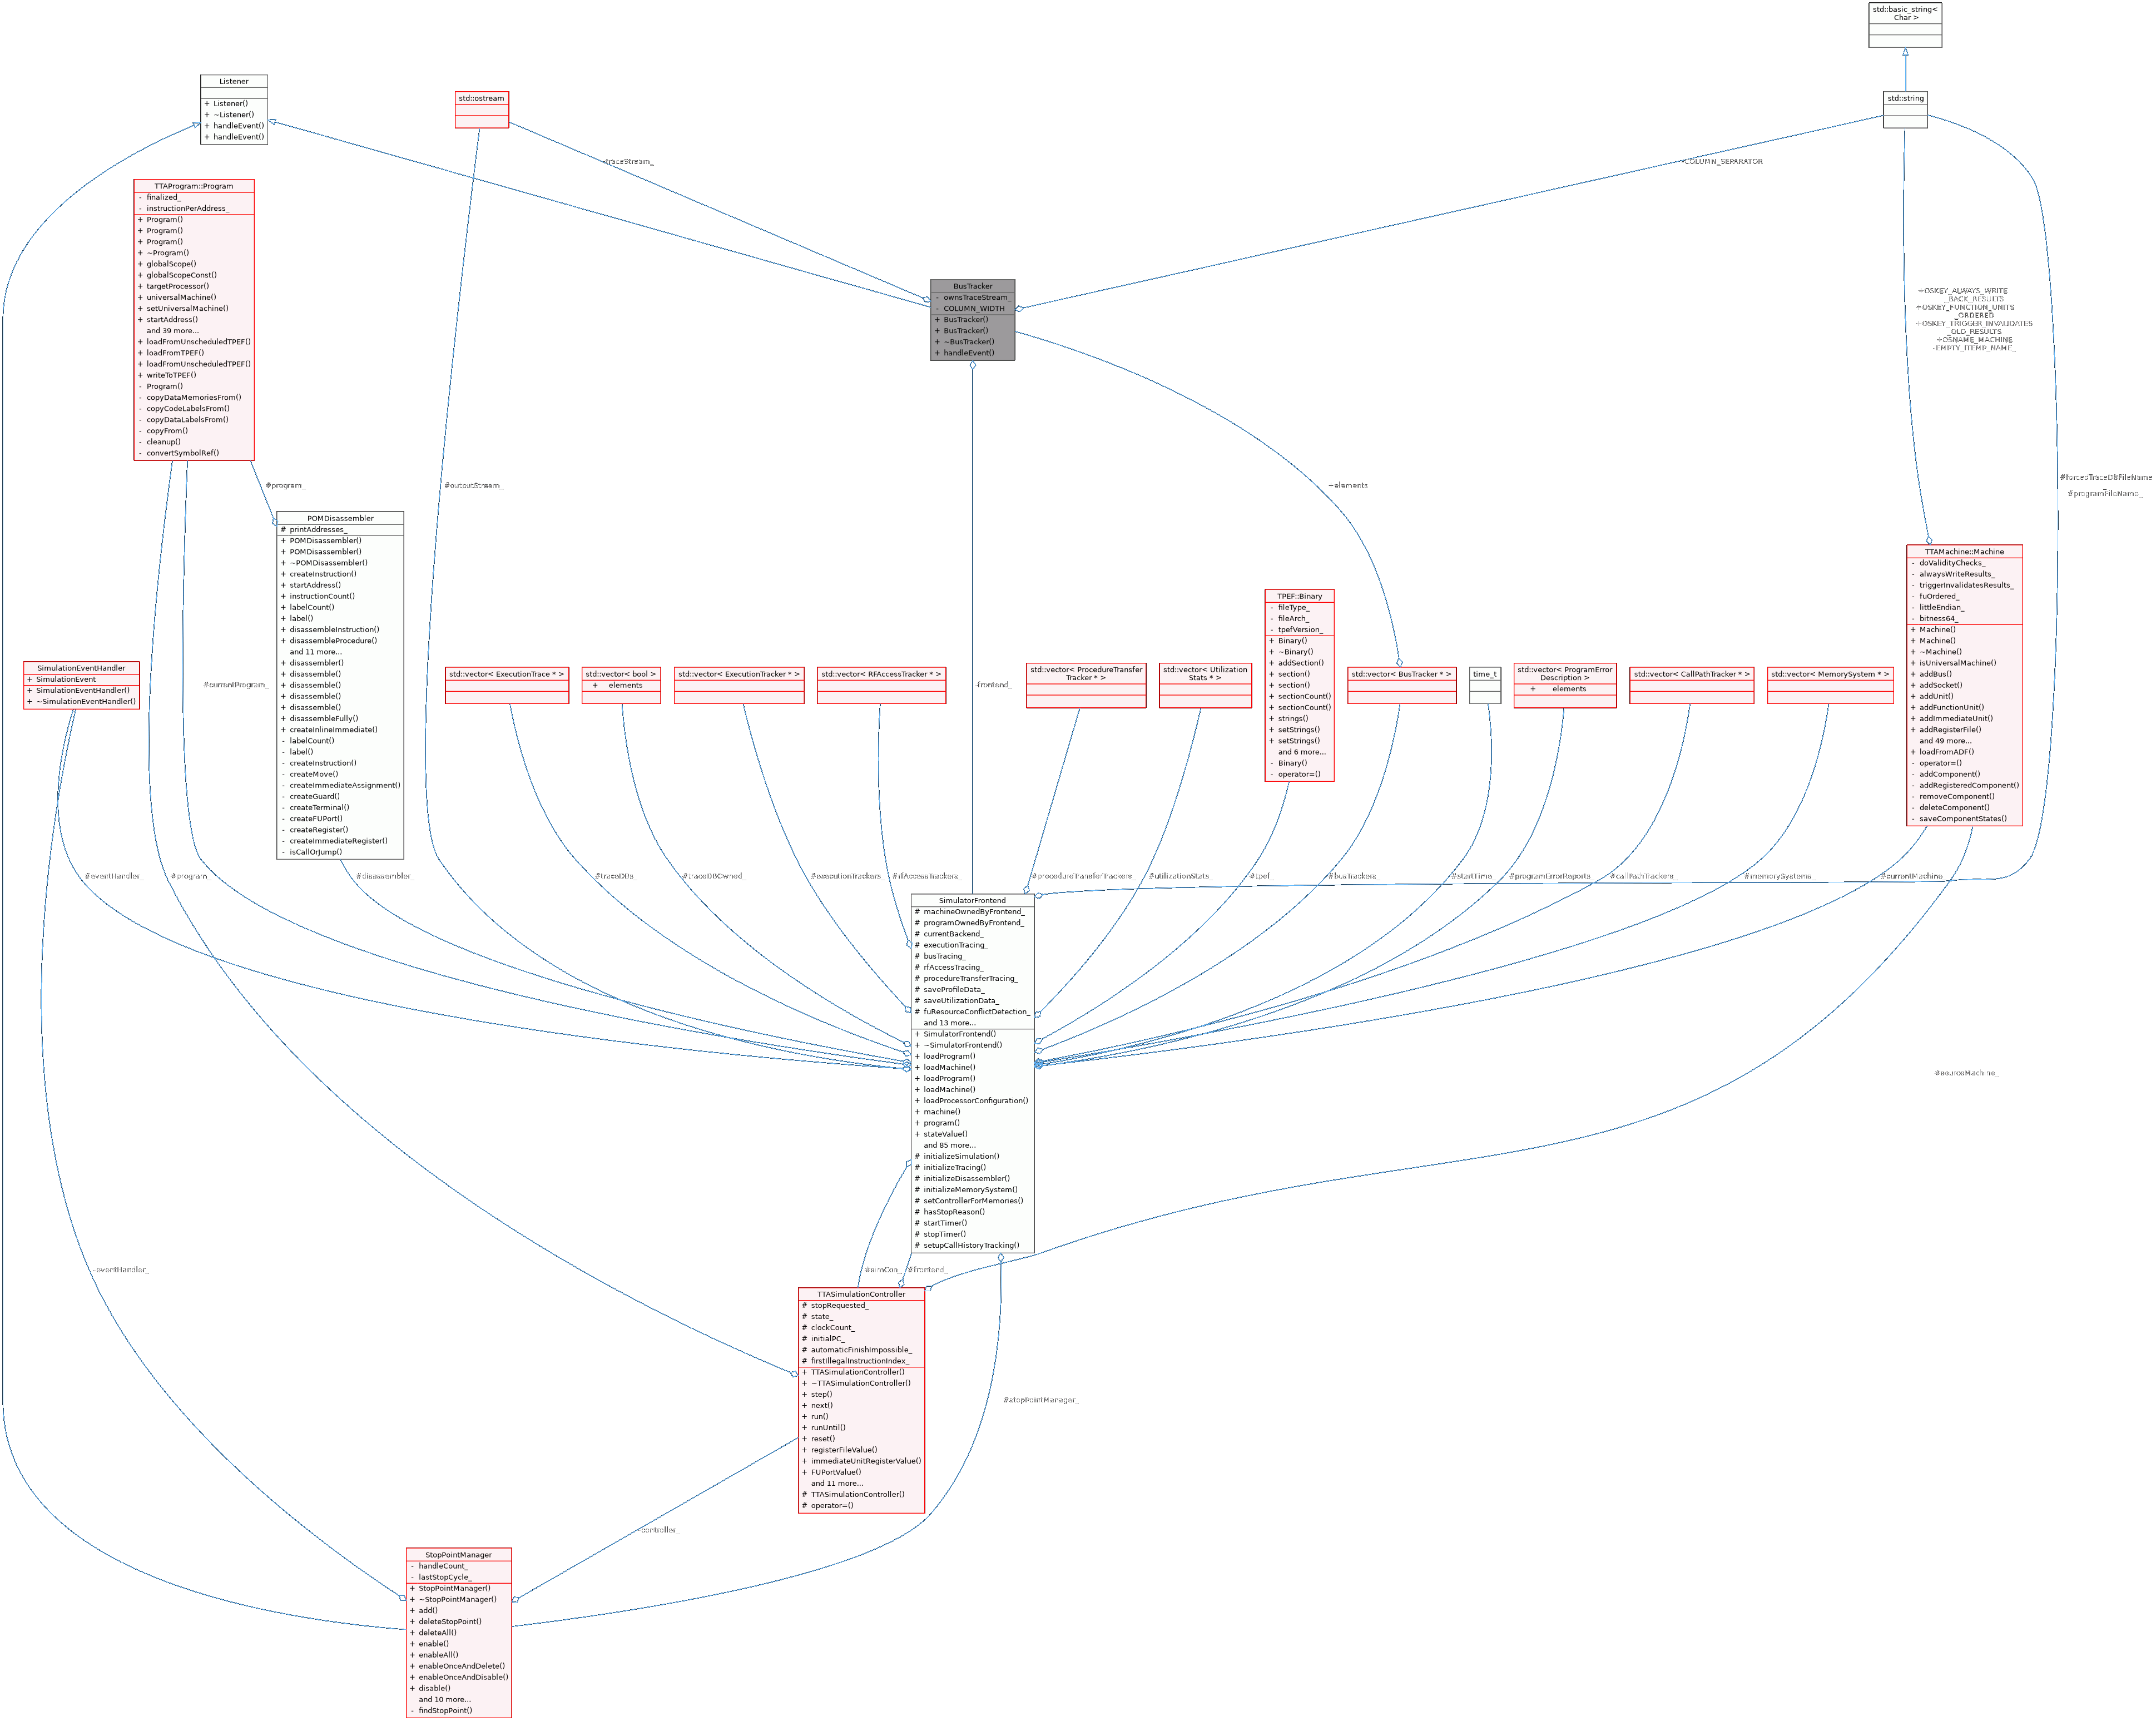 std::basic_string<
Char >
Listener
+ Listener()
+ ~Listener()
+ handleEvent()
+ handleEvent()
std::ostream
std::string
#traceStream_
+COLUMN_SEPARATOR
TTAProgram::Program
- finalized_
- instructionPerAddress_
+ Program()
+ Program()
+ Program()
+ ~Program()
+ globalScope()
+ globalScopeConst()
+ targetProcessor()
+ universalMachine()
+ setUniversalMachine()
+ startAddress()
and 39 more...
+ loadFromUnscheduledTPEF()
+ loadFromTPEF()
+ loadFromUnscheduledTPEF()
+ writeToTPEF()
- Program()
- copyDataMemoriesFrom()
- copyCodeLabelsFrom()
- copyDataLabelsFrom()
- copyFrom()
- cleanup()
- convertSymbolRef()
BusTracker
- ownsTraceStream_
- COLUMN_WIDTH
+ BusTracker()
+ BusTracker()
+ ~BusTracker()
+ handleEvent()
+OSKEY_ALWAYS_WRITE
_BACK_RESULTS
+OSKEY_FUNCTION_UNITS
_ORDERED
+OSKEY_TRIGGER_INVALIDATES
_OLD_RESULTS
+OSNAME_MACHINE
-EMPTY_ITEMP_NAME_
#program_
#outputStream_
+elements
#forcedTraceDBFileName
_
#programFileName_
POMDisassembler
# printAddresses_
+ POMDisassembler()
+ POMDisassembler()
+ ~POMDisassembler()
+ createInstruction()
+ startAddress()
+ instructionCount()
+ labelCount()
+ label()
+ disassembleInstruction()
+ disassembleProcedure()
and 11 more...
+ disassembler()
+ disassemble()
+ disassemble()
+ disassemble()
+ disassemble()
+ disassembleFully()
+ createInlineImmediate()
- labelCount()
- label()
- createInstruction()
- createMove()
- createImmediateAssignment()
- createGuard()
- createTerminal()
- createFUPort()
- createRegister()
- createImmediateRegister()
- isCallOrJump()
TTAMachine::Machine
- doValidityChecks_
- alwaysWriteResults_
- triggerInvalidatesResults_
- fuOrdered_
- littleEndian_
- bitness64_
+ Machine()
+ Machine()
+ ~Machine()
+ isUniversalMachine()
+ addBus()
+ addSocket()
+ addUnit()
+ addFunctionUnit()
+ addImmediateUnit()
+ addRegisterFile()
and 49 more...
+ loadFromADF()
- operator=()
- addComponent()
- addRegisteredComponent()
- removeComponent()
- deleteComponent()
- saveComponentStates()
TPEF::Binary
- fileType_
- fileArch_
- tpefVersion_
+ Binary()
+ ~Binary()
+ addSection()
+ section()
+ section()
+ sectionCount()
+ sectionCount()
+ strings()
+ setStrings()
+ setStrings()
and 6 more...
- Binary()
- operator=()
SimulationEventHandler
+ SimulationEvent
+ SimulationEventHandler()
+ ~SimulationEventHandler()
#currentProgram_
std::vector< ExecutionTrace * >
std::vector< bool >
+ elements
std::vector< ExecutionTracker * >
std::vector< RFAccessTracker * >
-frontend_
std::vector< ProcedureTransfer
Tracker * >
std::vector< Utilization
Stats * >
std::vector< BusTracker * >
time_t
std::vector< ProgramError
Description >
+ elements
std::vector< CallPathTracker * >
std::vector< MemorySystem * >
#eventHandler_
#program_
#disassembler_
#traceDBs_
#traceDBOwned_
#executionTrackers_
#rfAccessTrackers_
#procedureTransferTrackers_
#utilizationStats_
#tpef_
#busTrackers_
#startTime_
#programErrorReports_
#callPathTrackers_
#memorySystems_
#currentMachine_
SimulatorFrontend
# machineOwnedByFrontend_
# programOwnedByFrontend_
# currentBackend_
# executionTracing_
# busTracing_
# rfAccessTracing_
# procedureTransferTracing_
# saveProfileData_
# saveUtilizationData_
# fuResourceConflictDetection_
and 13 more...
+ SimulatorFrontend()
+ ~SimulatorFrontend()
+ loadProgram()
+ loadMachine()
+ loadProgram()
+ loadMachine()
+ loadProcessorConfiguration()
+ machine()
+ program()
+ stateValue()
and 85 more...
# initializeSimulation()
# initializeTracing()
# initializeDisassembler()
# initializeMemorySystem()
# setControllerForMemories()
# hasStopReason()
# startTimer()
# stopTimer()
# setupCallHistoryTracking()
#sourceMachine_
-eventHandler_
#simCon_
#frontend_
TTASimulationController
# stopRequested_
# state_
# clockCount_
# initialPC_
# automaticFinishImpossible_
# firstIllegalInstructionIndex_
+ TTASimulationController()
+ ~TTASimulationController()
+ step()
+ next()
+ run()
+ runUntil()
+ reset()
+ registerFileValue()
+ immediateUnitRegisterValue()
+ FUPortValue()
and 11 more...
# TTASimulationController()
# operator=()
#stopPointManager_
-controller_
StopPointManager
- handleCount_
- lastStopCycle_
+ StopPointManager()
+ ~StopPointManager()
+ add()
+ deleteStopPoint()
+ deleteAll()
+ enable()
+ enableAll()
+ enableOnceAndDelete()
+ enableOnceAndDisable()
+ disable()
and 10 more...
- findStopPoint()